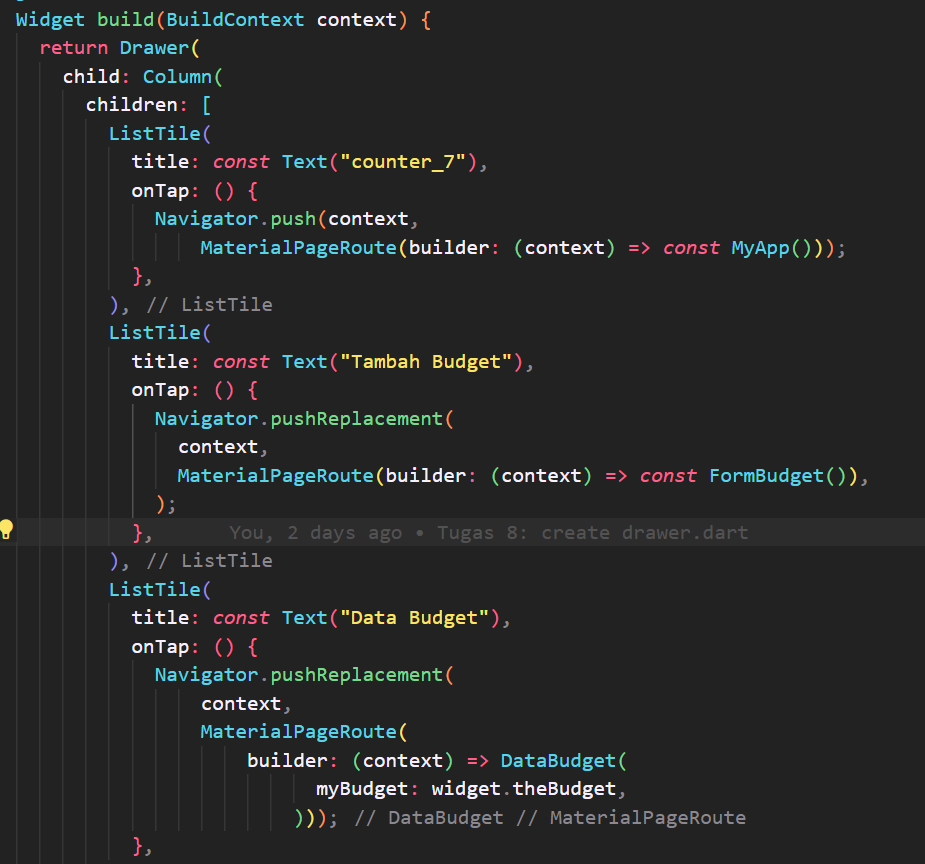 Widget build(BuildContext context) {
return Drawer(
child: Column(
children: [
ListTile(
title: const Text("counter_7"),
onTap: () {
Navigator.push(context,
MaterialPageRoute(builder: (context) => const MyApp()));
},
), // ListTile
ListTile(
title: const Text("Tambah Budget"),
onTap: () {
Navigator.pushReplacement(
context,
MaterialPageRoute(builder: (context) => const FormBudget()),
);
}, You, 2 days ago • Tugas 8: create drawer.dart
), // ListTile
ListTile(
title: const Text("Data Budget"),
onTap: () {
Navigator.pushReplacement(
context,
MaterialPageRoute(
builder: (context) => DataBudget(
myBudget: widget.theBudget,
))); // DataBudget // MaterialPageRoute
},